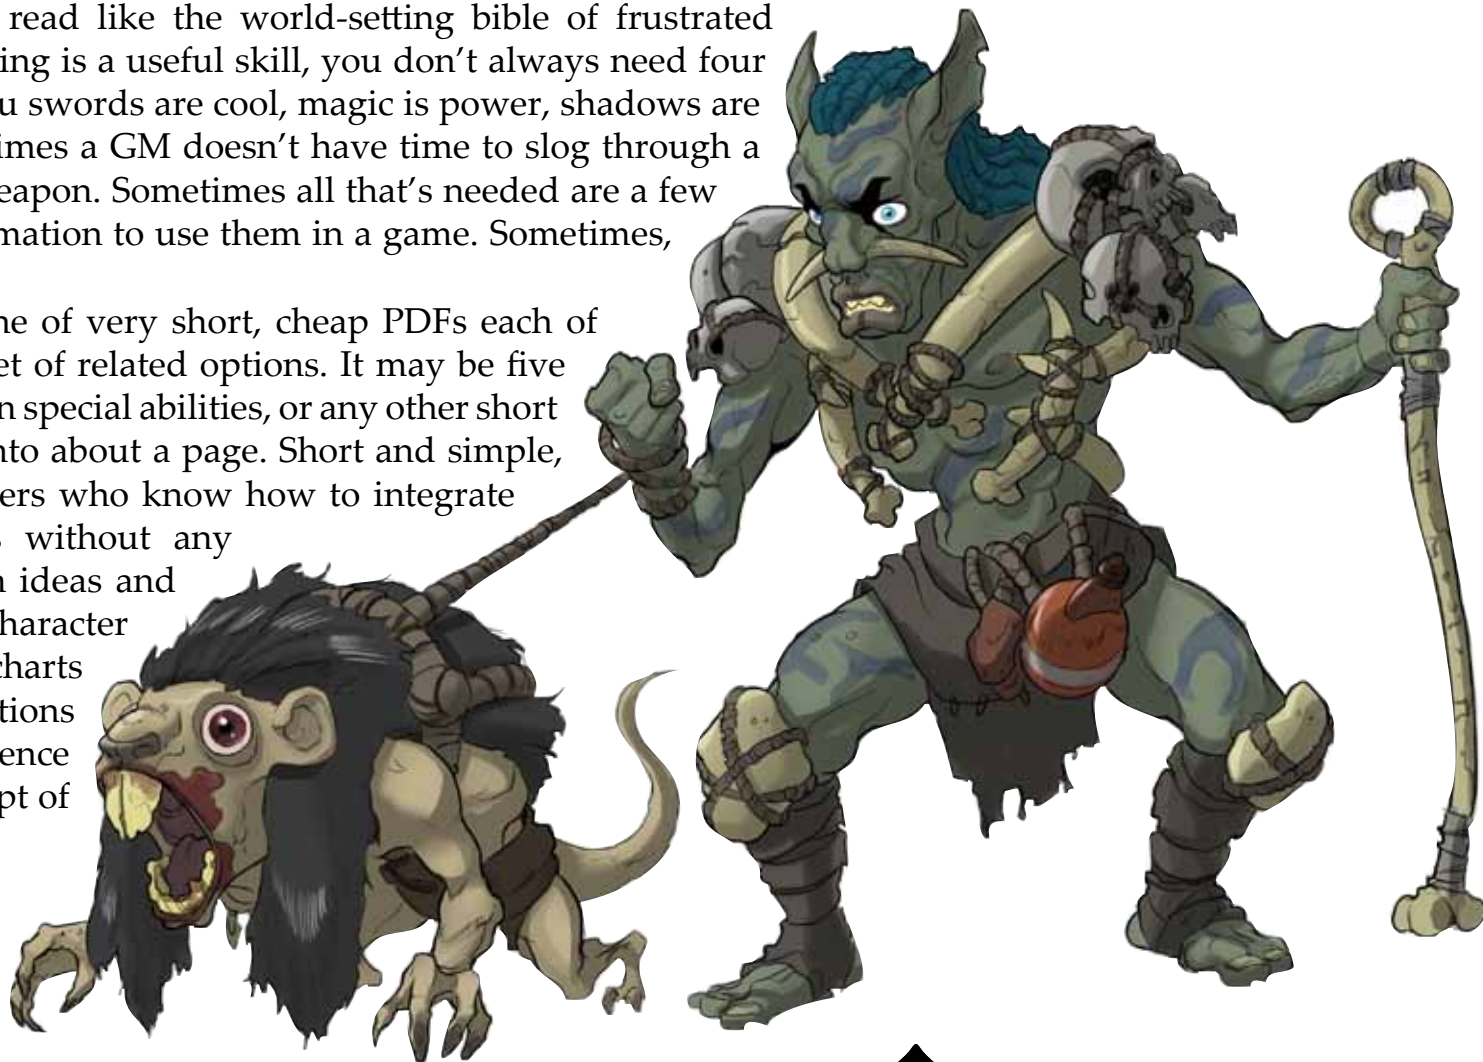 read like the world-setting bible of frustrated
ing is a useful skill, you don’t always need four
u swords are cool, magic is power, shadows are
imes a GM doesn’t have time to slog through a
eapon. Sometimes all that’s needed are a few
mation to use them in a game. Sometimes,
ne of very short, cheap PDFs each of
et of related options. It may be five
n special abilities, or any other short
nto about a page. Short and simple,
ers who know how to integrate
s without any
n ideas and
haracter
charts
tions
ence
pt of